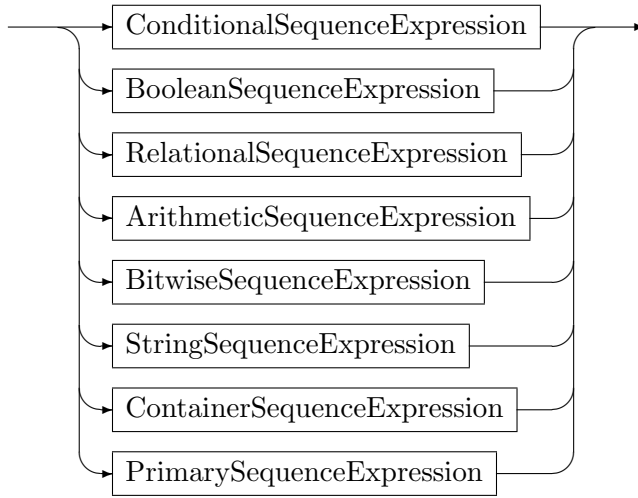 ConditionalSequenceExpression
BooleanSequenceExpression
RelationalSequenceExpression
ArithmeticSequenceExpression
BitwiseSequenceExpression
StringSequenceExpression
ContainerSequenceExpression
PrimarySequenceExpression